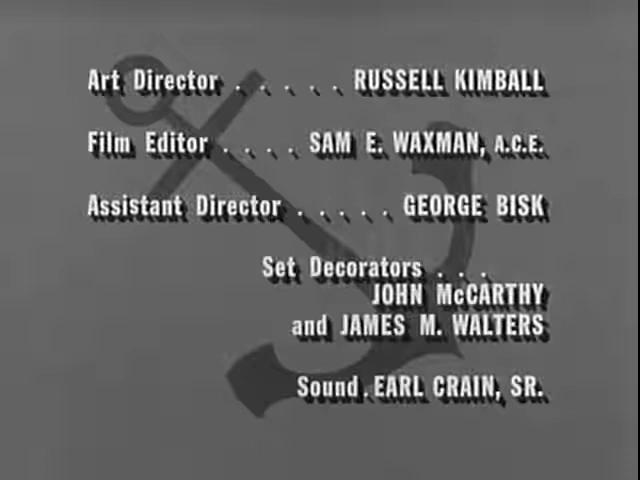 Art Director . . . . . RUSSELL KIMBALL
Film Editor . . . . SAM E. WAXMAN, A.C.E.
Assistant Director . . . . . GEORGE BISK
Set Decorators . . .
JOHN McCARTHY
and JAMES M. WALTERS
Sound . EARL CRAIN, SR.